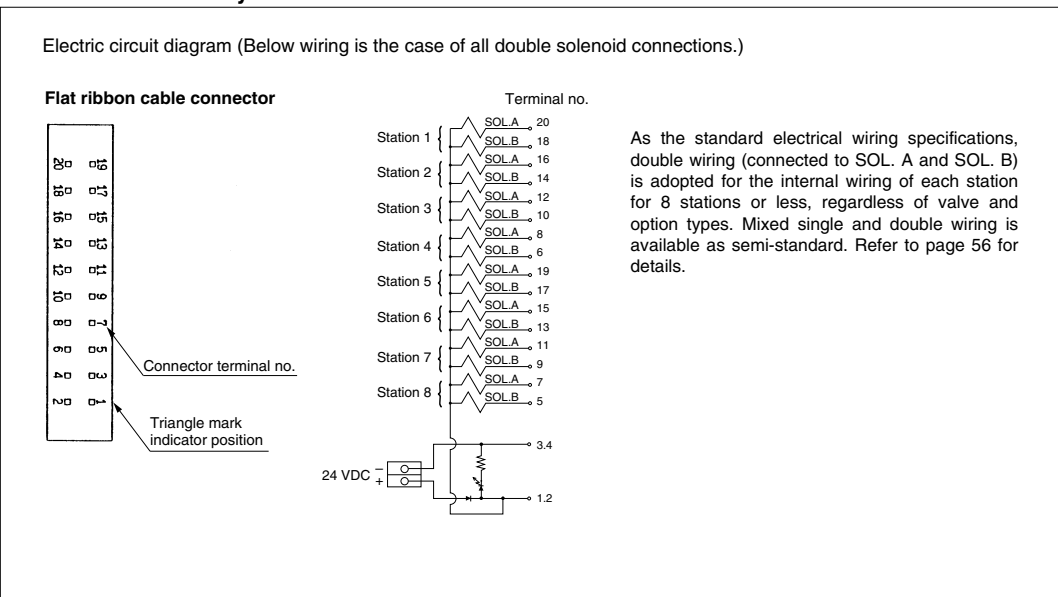 Electric circuit diagram (Below wiring is the case of all double solenoid connections.)
Flat ribbon cable connector
20 19
18 17
16 15
14 13
12 11
10 9
8 7
6 5
4 3
2 1
Connector terminal no.
Triangle mark
indicator position
Terminal no.
Station 1
SOL.A 20
SOL.B 18
Station 2
SOL.A 16
SOL.B 14
Station 3
SOL.A 12
SOL.B 10
Station 4
SOL.A 8
SOL.B 6
Station 5
SOL.A 19
SOL.B 17
Station 6
SOL.A 15
SOL.B 13
Station 7
SOL.A 11
SOL.B 9
Station 8
SOL.A 7
SOL.B 5
24 VDC
–
+
3.4
1.2
As the standard electrical wiring specifications,
double wiring (connected to SOL. A and SOL. B)
is adopted for the internal wiring of each station
for 8 stations or less, regardless of valve and
option types. Mixed single and double wiring is
available as semi-standard. Refer to page 56 for
details.